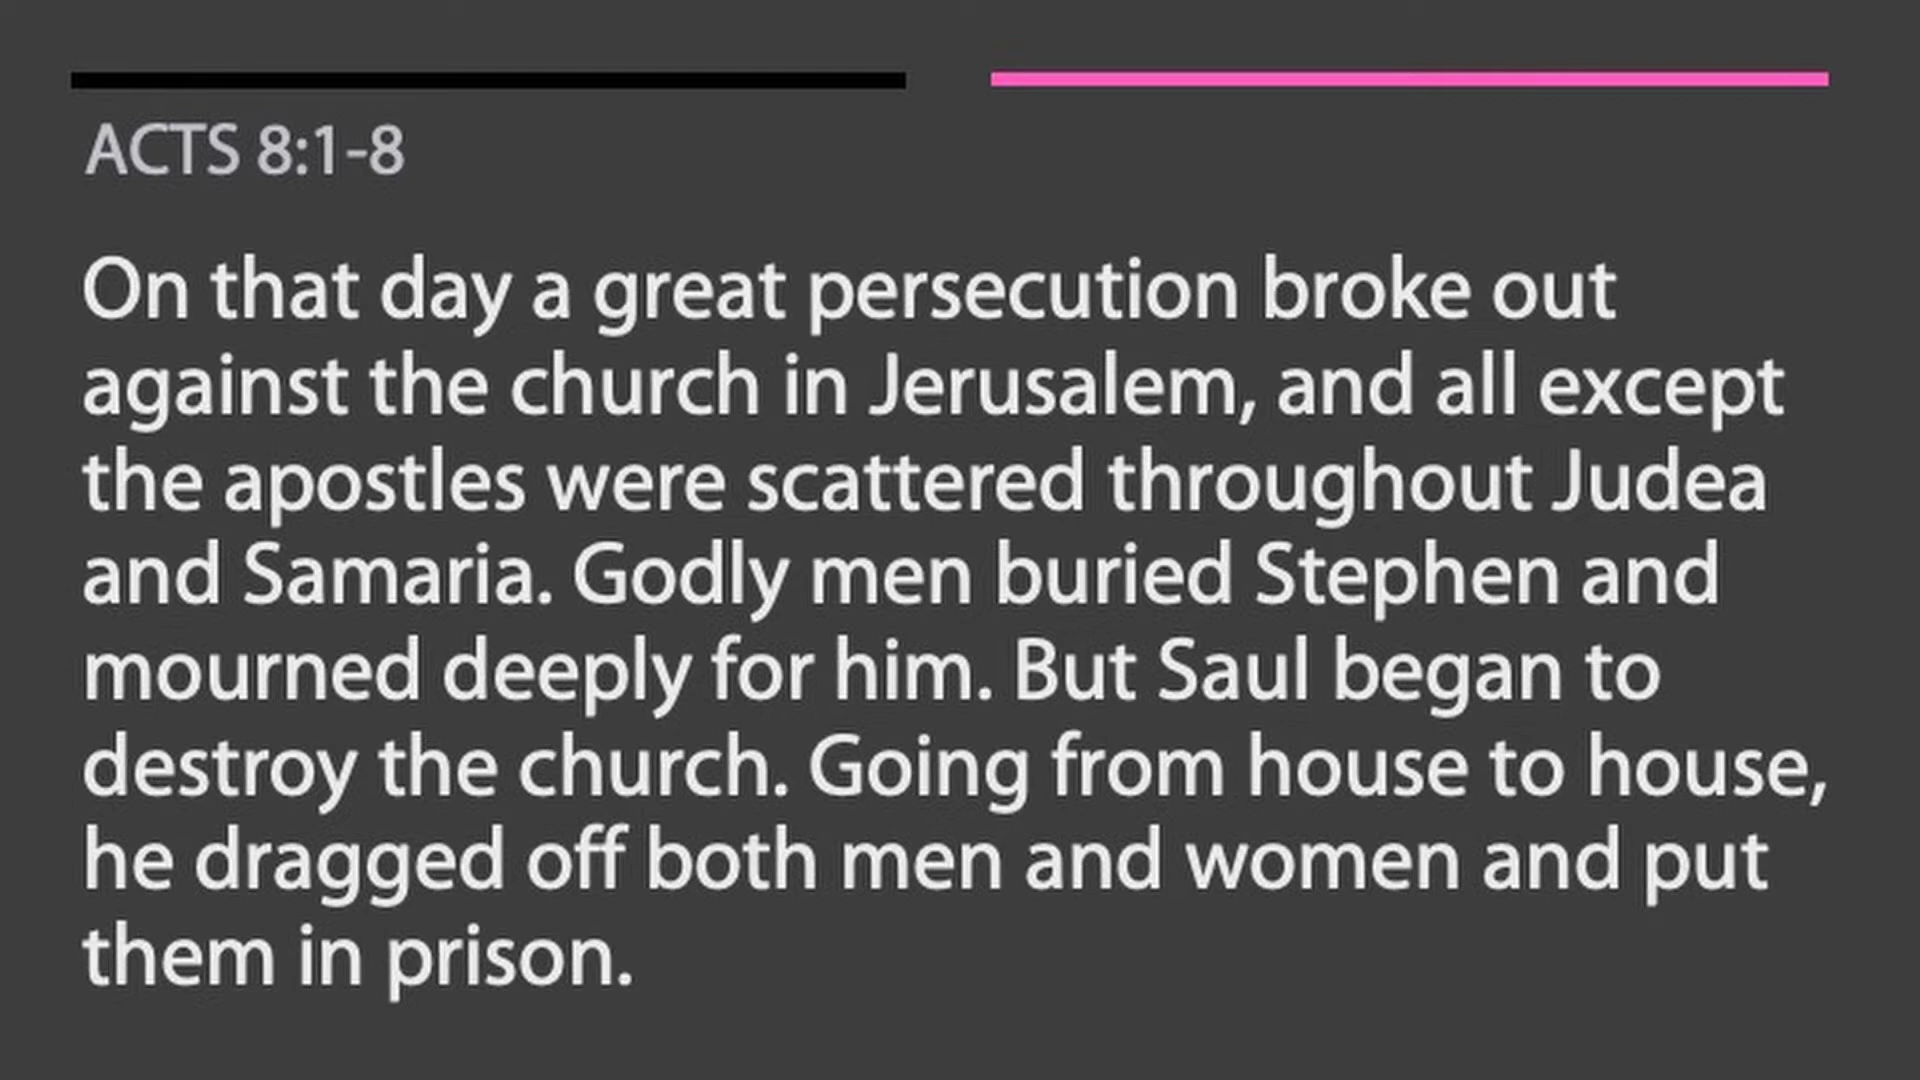 ACTS 8:1-8
On that day a great persecution broke out
against the church in Jerusalem, and all except
the apostles were scattered throughout Judea
and Samaria. Godly men buried Stephen and
mourned deeply for him. But Saul began to
destroy the church. Going from house to house,
he dragged off both men and women and put
them in prison.